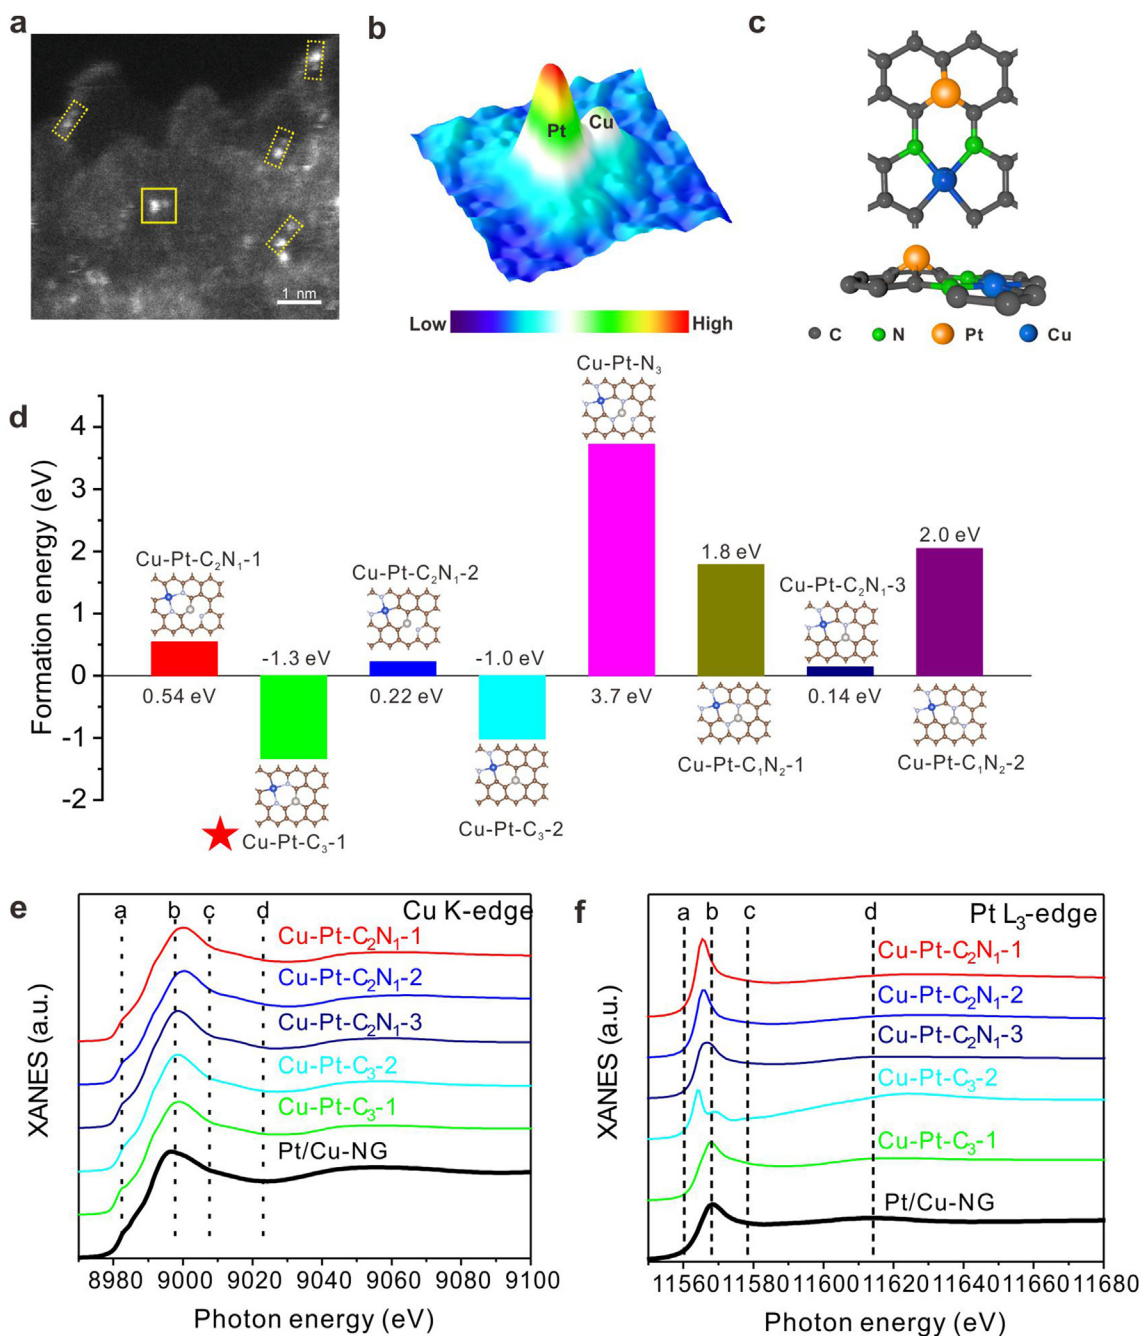 a
1 nm
b
Pt
Cu
Low
High
c
C
N
Pt
Cu
d
Formation energy (eV)
4
3
2
1
0
-1
-2
Cu-Pt-C₂N₁-1
0.54 eV
-1.3 eV
Cu-Pt-C₃-1
Cu-Pt-C₂N₁-2
0.22 eV
-1.0 eV
Cu-Pt-C₃-2
Cu-Pt-N₃
3.7 eV
1.8 eV
Cu-Pt-C₁N₂-1
Cu-Pt-C₂N₁-3
0.14 eV
2.0 eV
Cu-Pt-C₁N₂-2
e
XANES (a.u.)
a
b
c
d
Cu K-edge
Cu-Pt-C₂N₁-1
Cu-Pt-C₂N₁-2
Cu-Pt-C₂N₁-3
Cu-Pt-C₃-2
Cu-Pt-C₃-1
Pt/Cu-NG
8980 9000 9020 9040 9060 9080 9100
Photon energy (eV)
f
XANES (a.u.)
a
b
c
d
Pt L₃-edge
Cu-Pt-C₂N₁-1
Cu-Pt-C₂N₁-2
Cu-Pt-C₂N₁-3
Cu-Pt-C₃-2
Cu-Pt-C₃-1
Pt/Cu-NG
11560 11580 11600 11620 11640 11660 11680
Photon energy (eV)